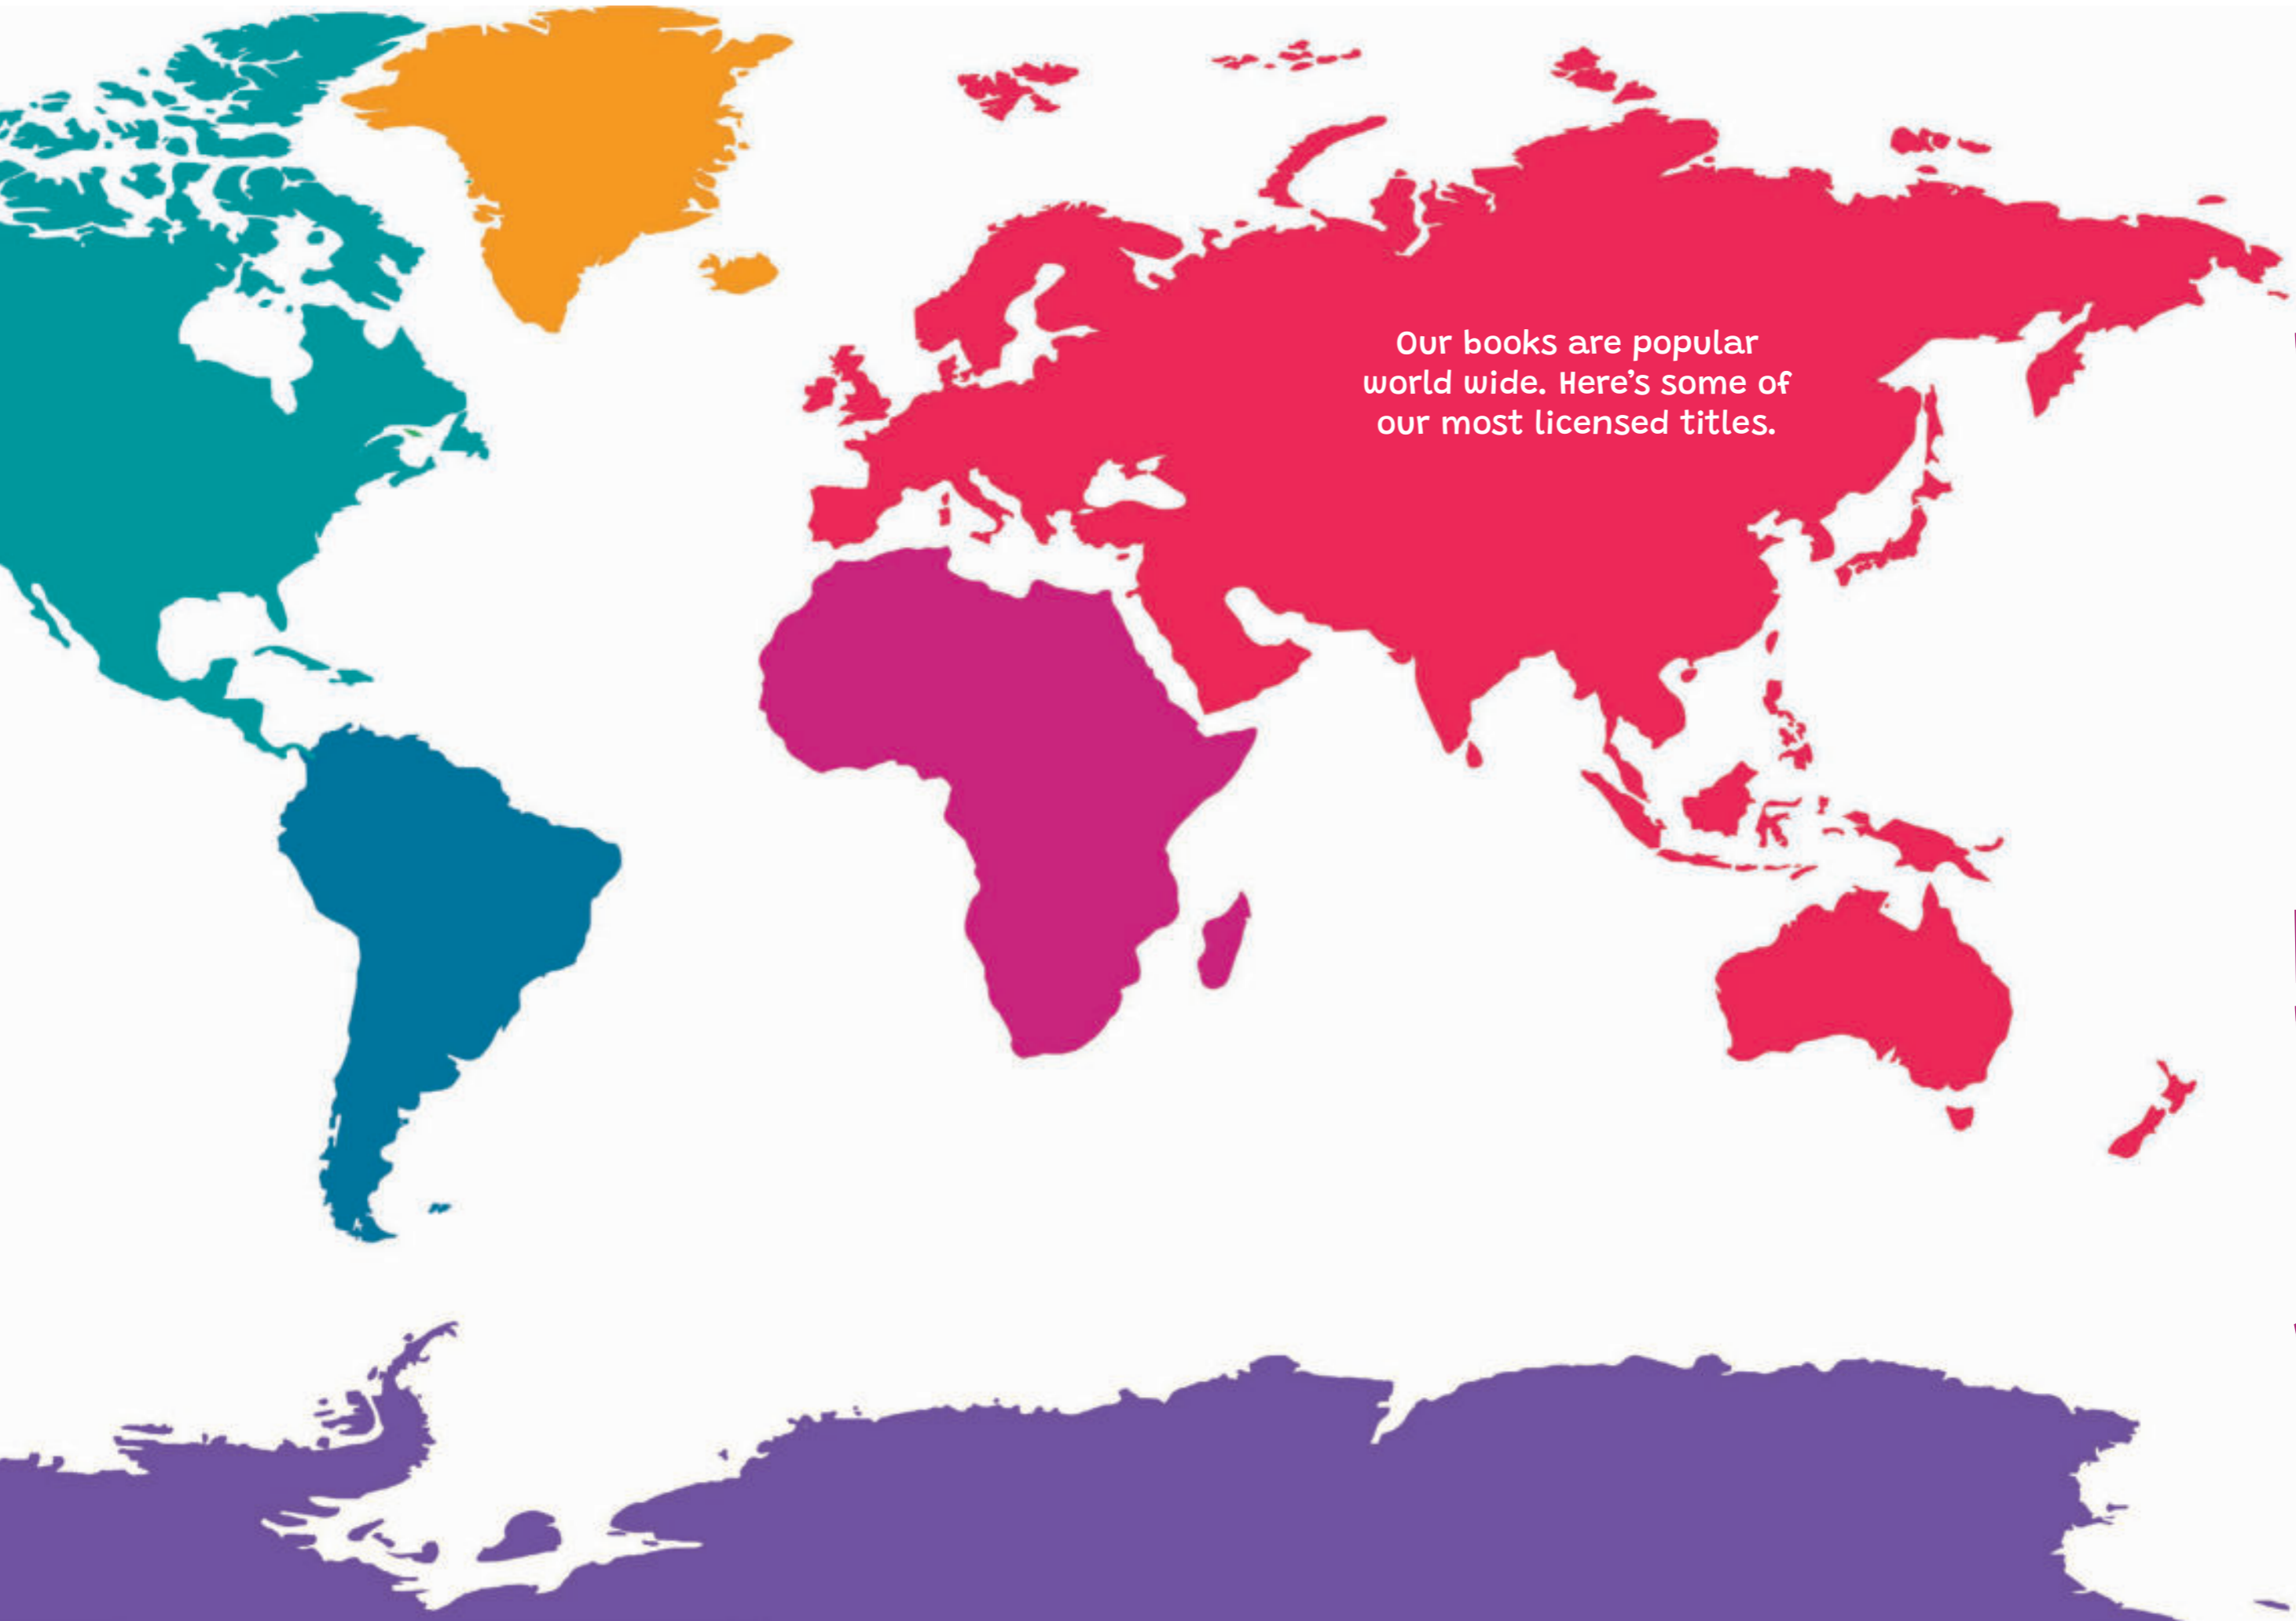 Our books are popular
world wide. Here’s some of
our most licensed titles.